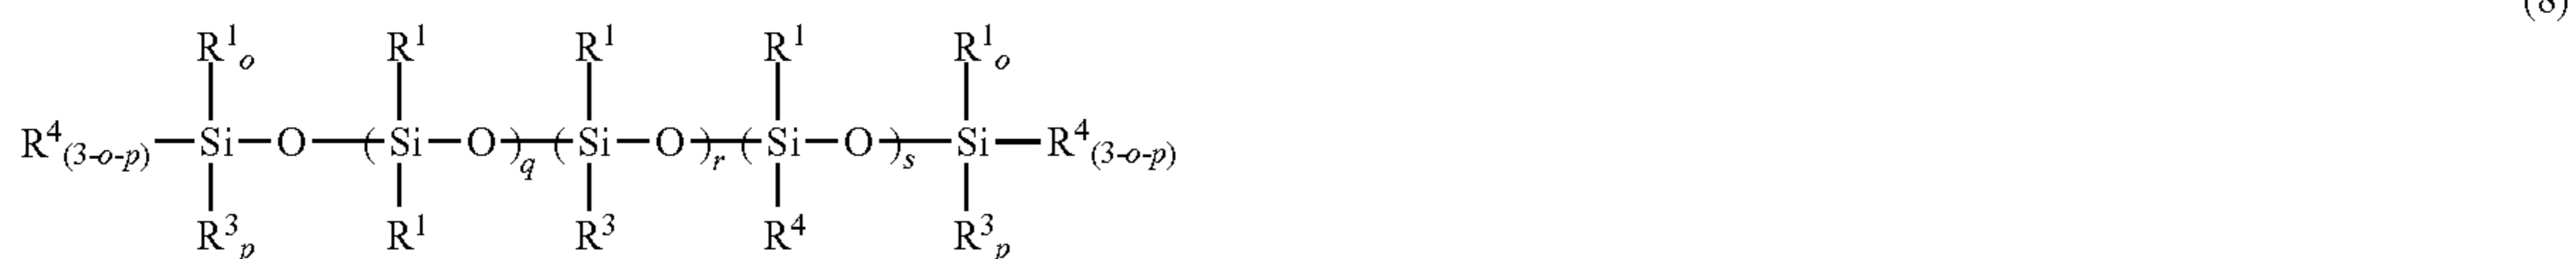 (8)
R¹ₒ R¹ R¹ R¹ R¹ₒ
R⁴₍₃₋ₒ₋ₚ₎—Si—O—(Si—O)q—(Si—O)r—(Si—O)s—Si—R⁴₍₃₋ₒ₋ₚ₎
R³ₚ R¹ R³ R⁴ R³ₚ